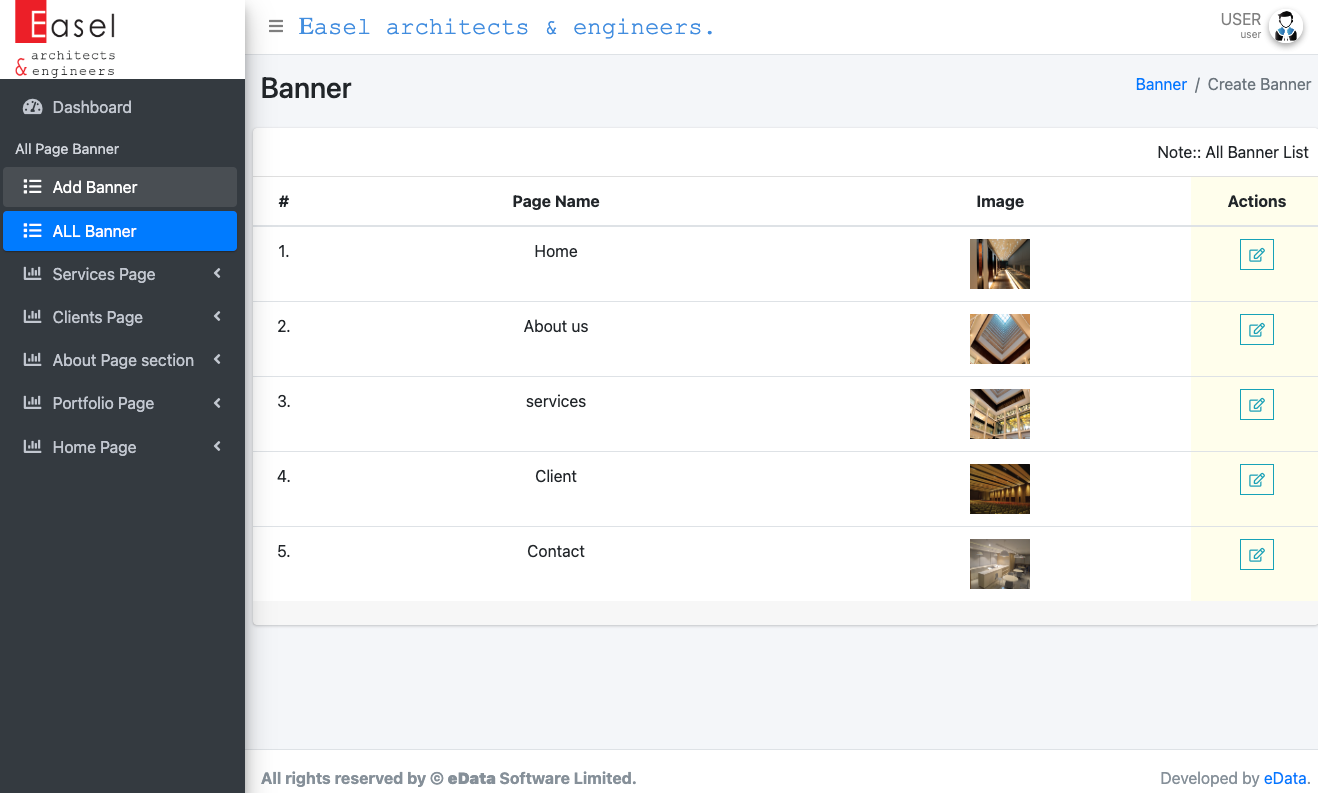 Easel
architects
& engineers
Easel architects & engineers.
USER
user
Dashboard
All Page Banner
Add Banner
ALL Banner
Services Page
Clients Page
About Page section
Portfolio Page
Home Page
Banner
Banner / Create Banner
Note:: All Banner List
# Page Name Image Actions
1. Home
2. About us
3. services
4. Client
5. Contact
All rights reserved by © eData Software Limited.
Developed by eData.